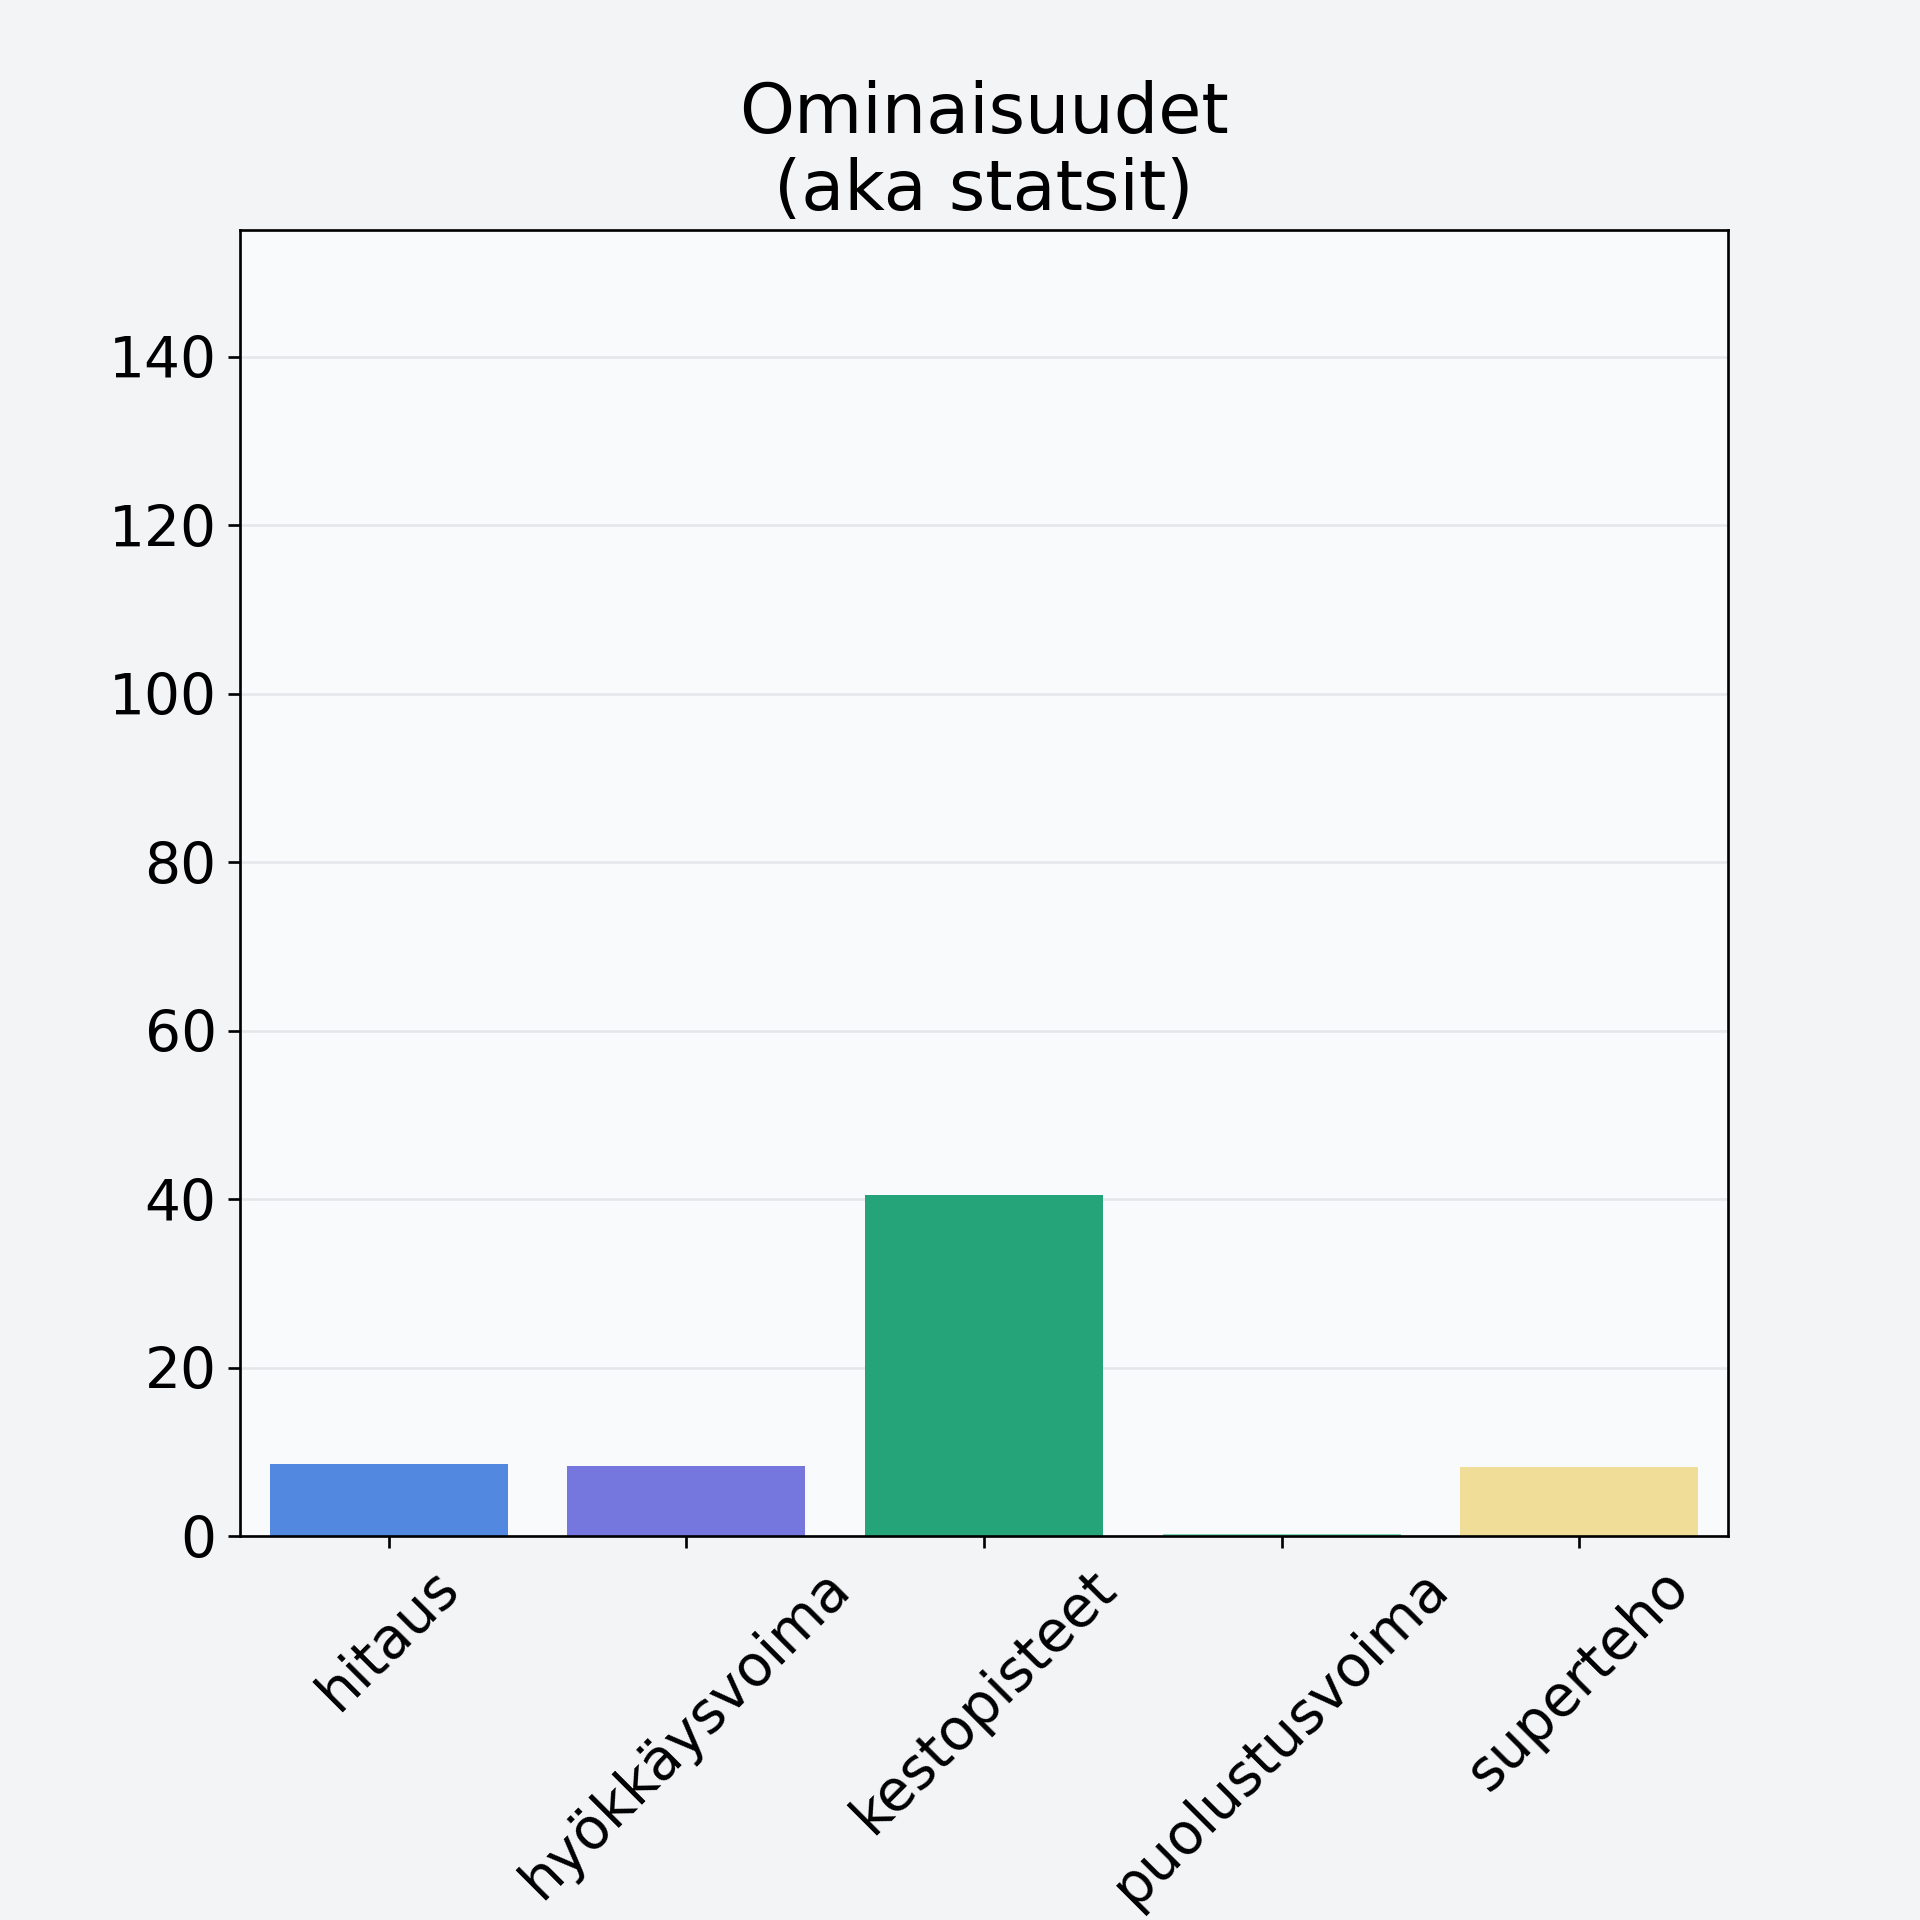 Ominaisuudet
(aka statsit)
140
120
100
80
60
40
20
0
hitaus
hyökkäysvoima
kestopisteet
puolustusvoima
superteho